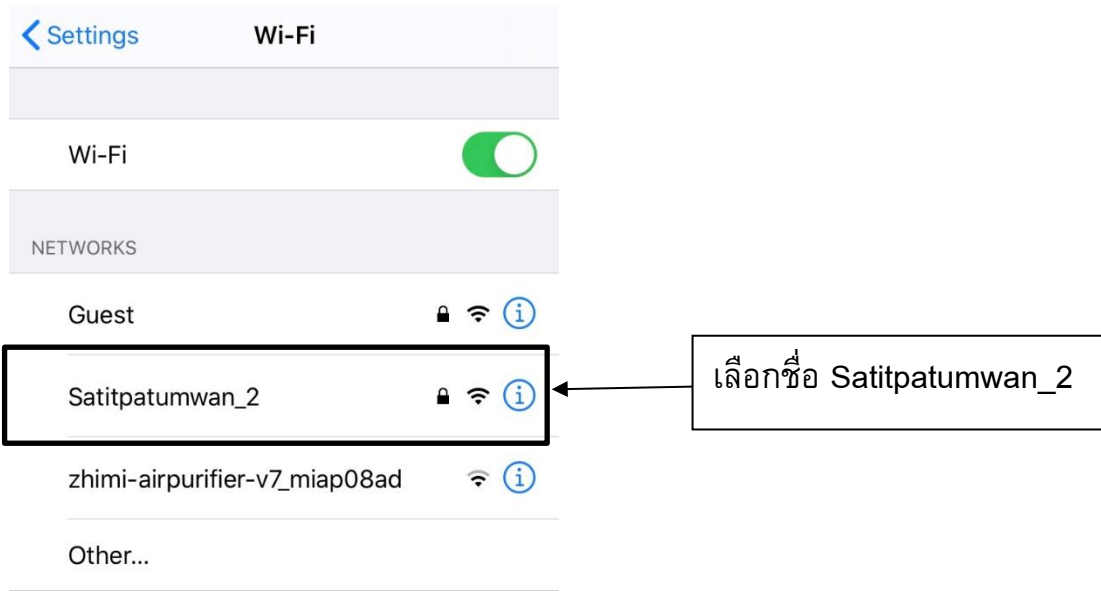 Settings
Wi-Fi
Wi-Fi
NETWORKS
Guest
Satitpatumwan_2
เลือกชื่อ Satitpatumwan_2
zhimi-airpurifier-v7_miap08ad
Other...